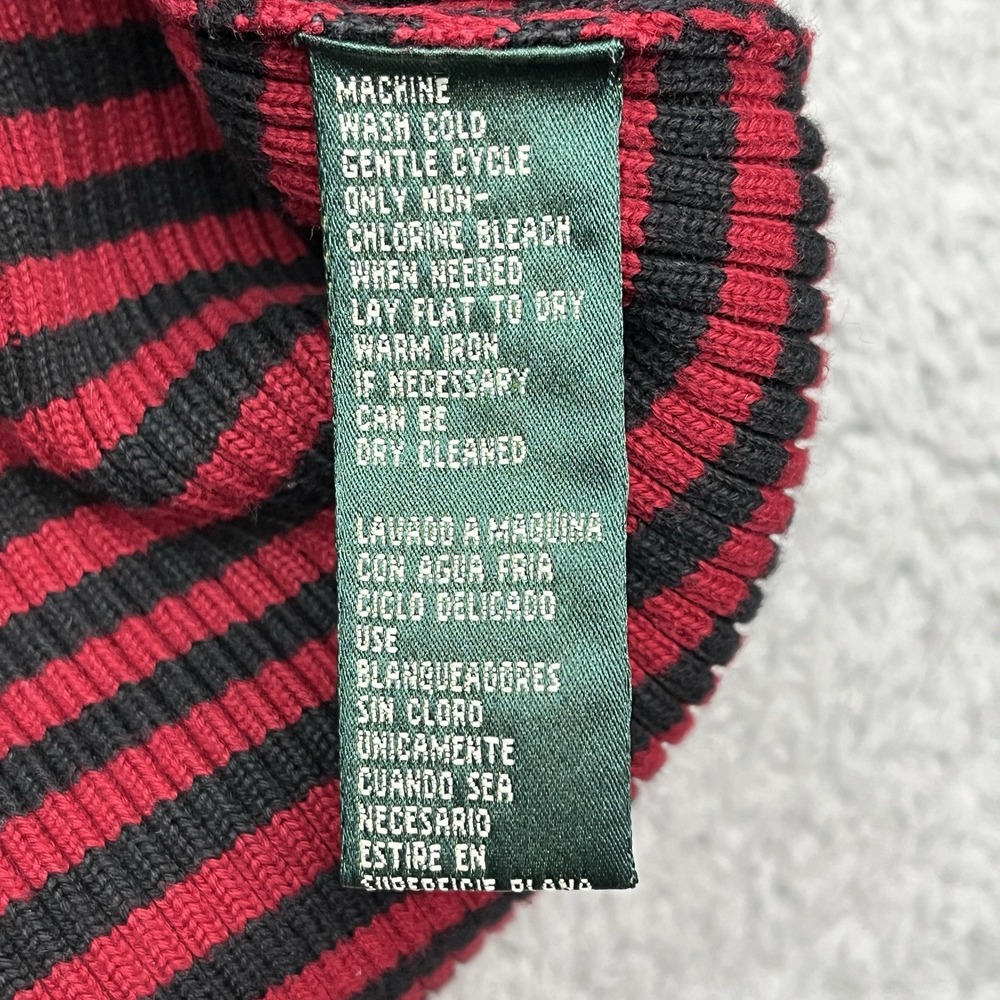 MACHINE
WASH COLD
GENTLE CYCLE
ONLY NON-
CHLORINE BLEACH
WHEN NEEDED
LAY FLAT TO DRY
WARM IRON
IF NECESSARY
CAN BE
DRY CLEANED
LAVADO A MAQUINA
CON AGUA FRIA
CICLO DELICADO
USE
BLANQUEADORES
SIN CLORO
UNICAMENTE
CUANDO SEA
NECESARIO
ESTIRE EN
SUPERFICIE PLANA